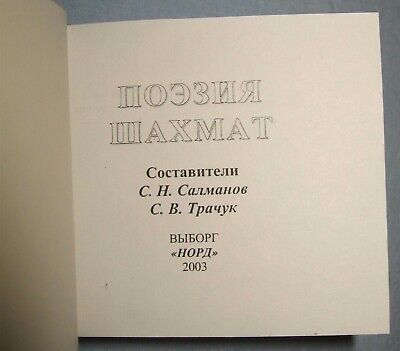 ПОЭЗИЯ
ШАХМАТ
Составители
С. Н. Салманов
С. В. Трачук
ВЫБОРГ
«НОРД»
2003